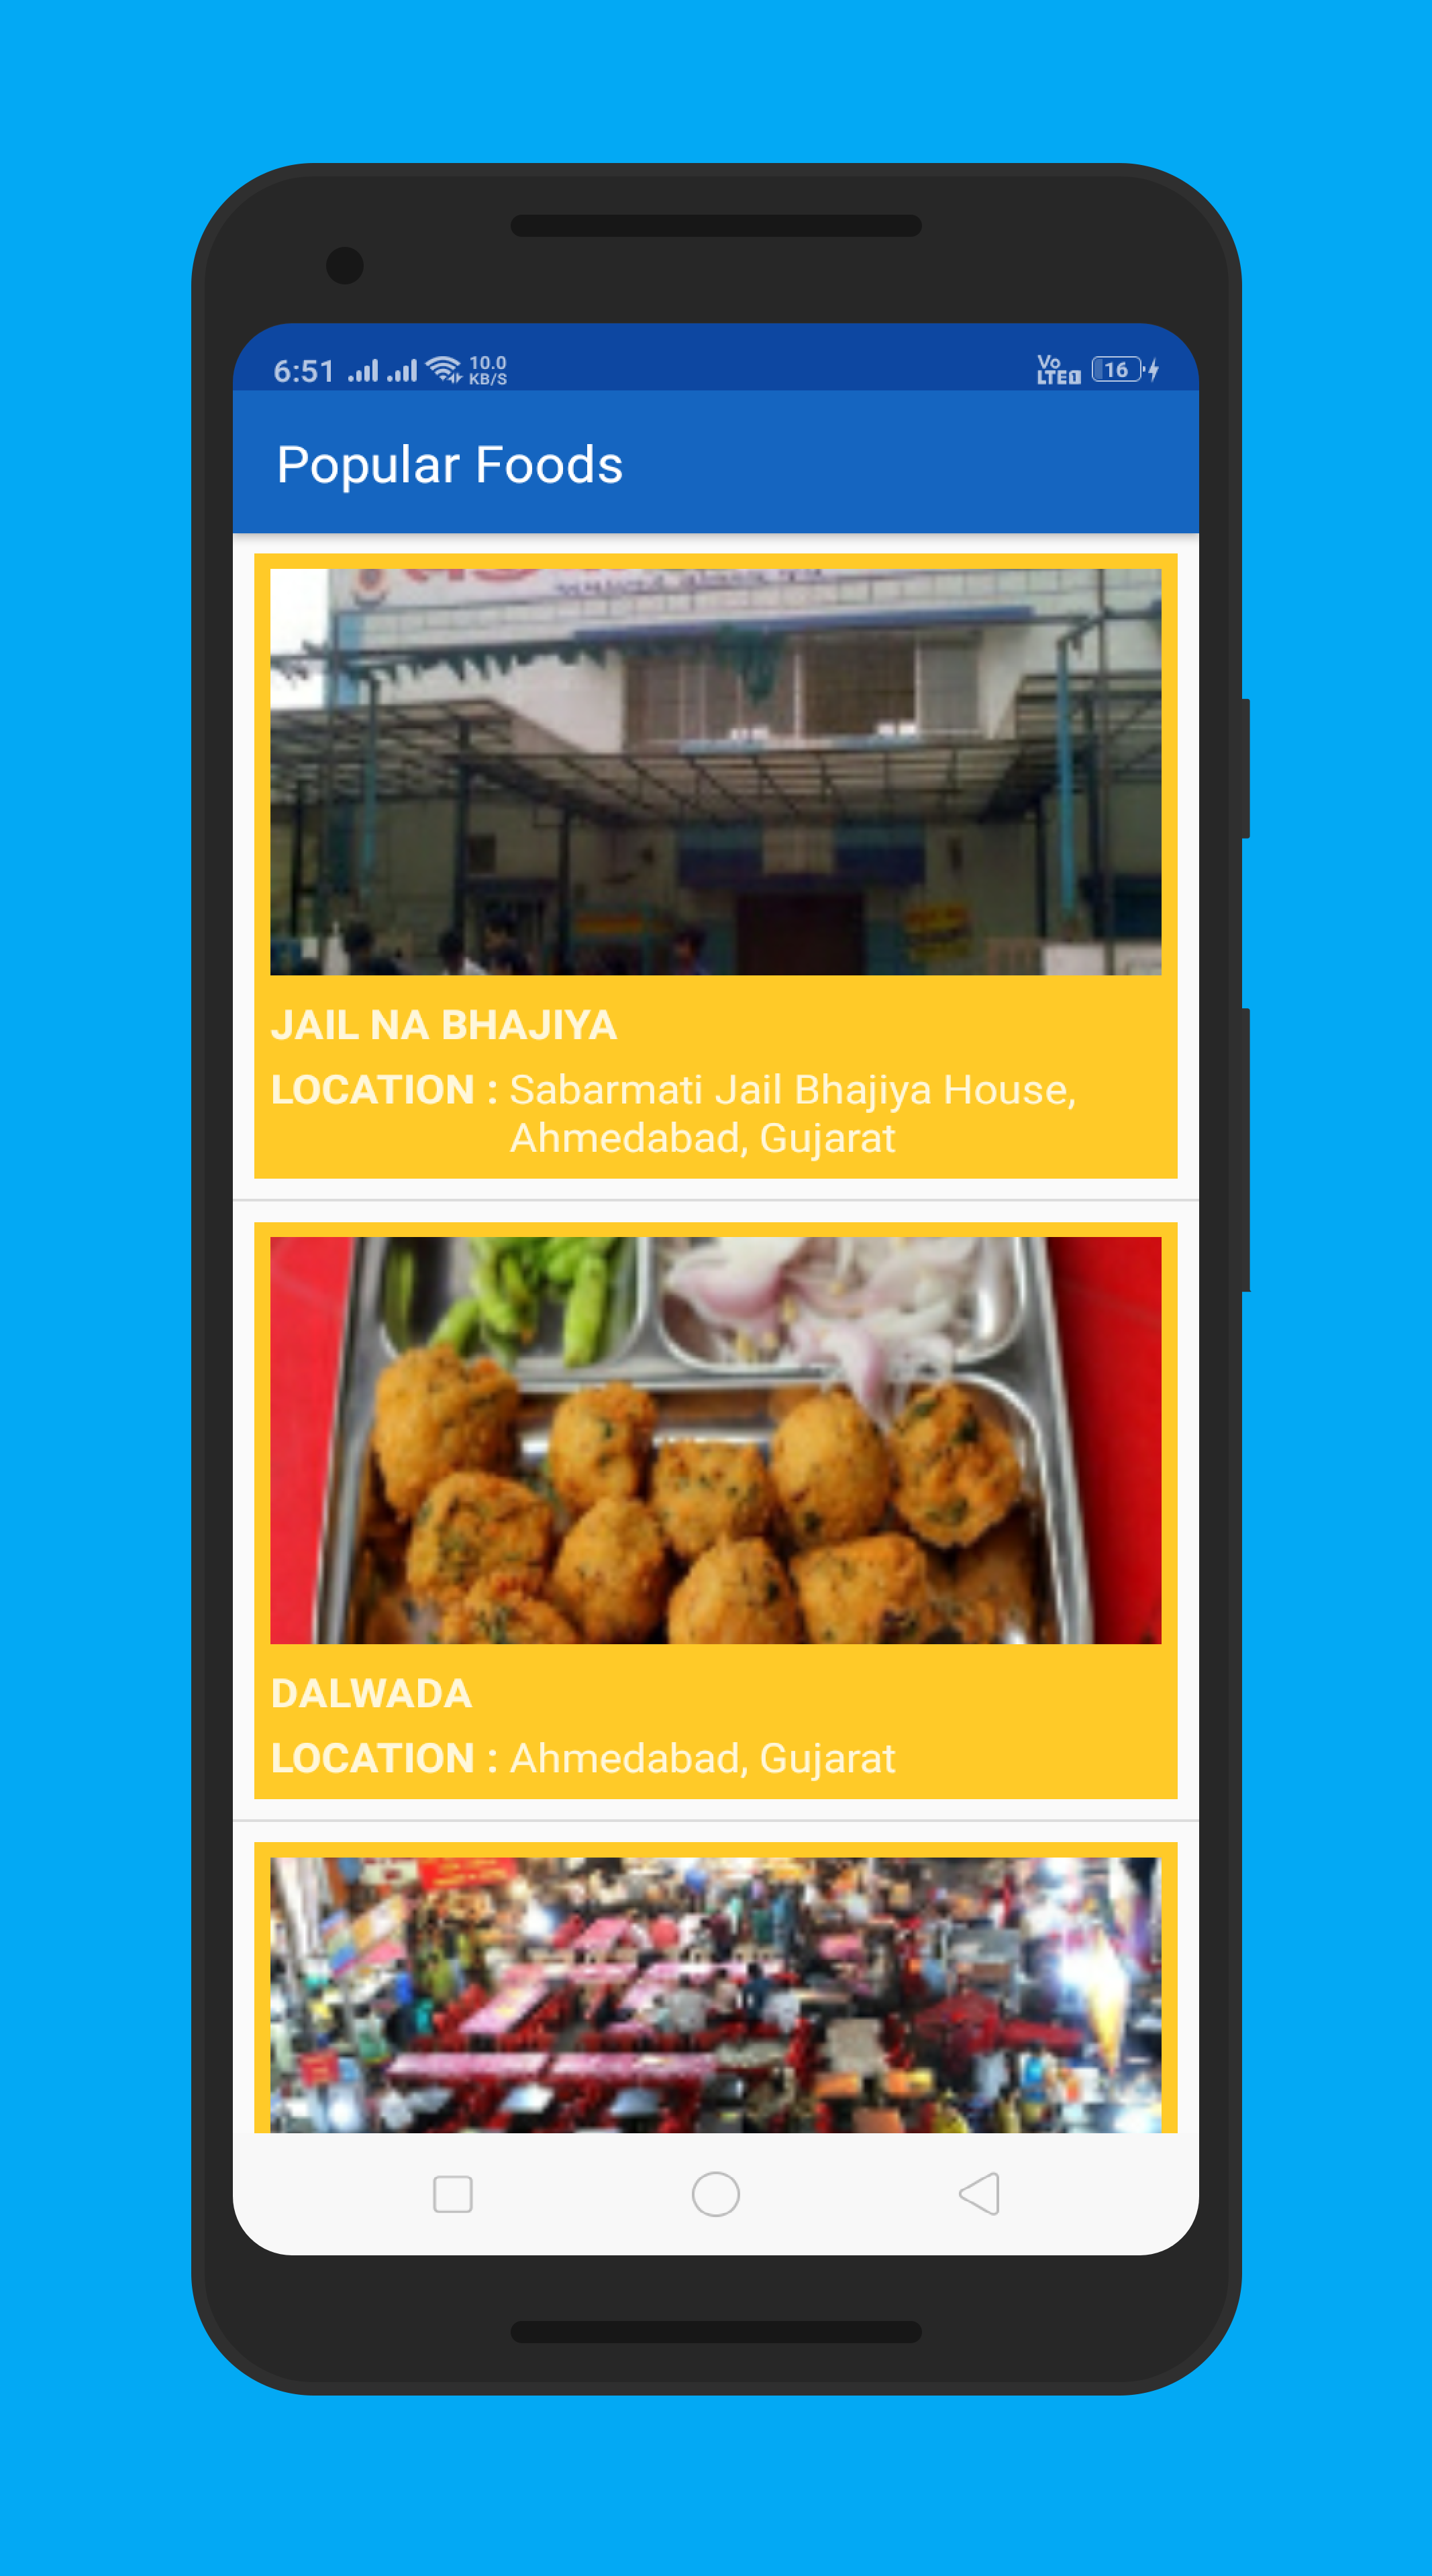 6:51 10.0 KB/S Vo LTE 1 16
Popular Foods
JAIL NA BHAJIYA
LOCATION : Sabarmati Jail Bhajiya House,
Ahmedabad, Gujarat
DALWADA
LOCATION : Ahmedabad, Gujarat